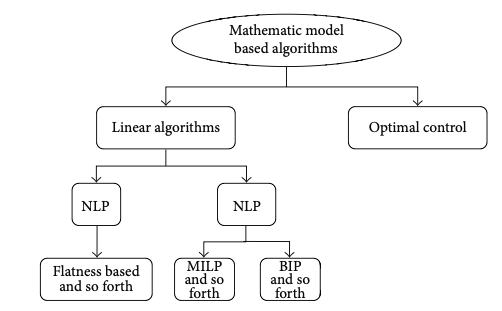 Mathematic model
based algorithms
Linear algorithms
Optimal control
NLP
NLP
Flatness based
and so forth
MILP
and so
forth
BIP
and so
forth